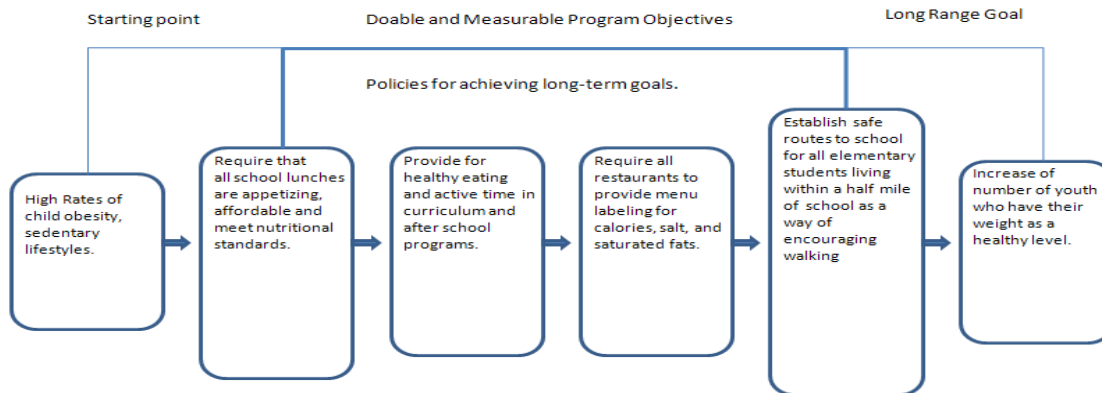 Starting point
Doable and Measurable Program Objectives
Long Range Goal
Policies for achieving long-term goals.
High Rates of
child obesity,
sedentary
lifestyles.
Require that
all school lunches
are appetizing,
affordable and
meet nutritional
standards.
Provide for
healthy eating
and active time in
curriculum and
after school
programs.
Require all
restaurants to
provide menu
labeling for
calories, salt, and
saturated fats.
Establish safe
routes to school
for all elementary
students living
within a half mile
of school as a
way of
encouraging
walking
Increase of
number of youth
who have their
weight as a
healthy level.